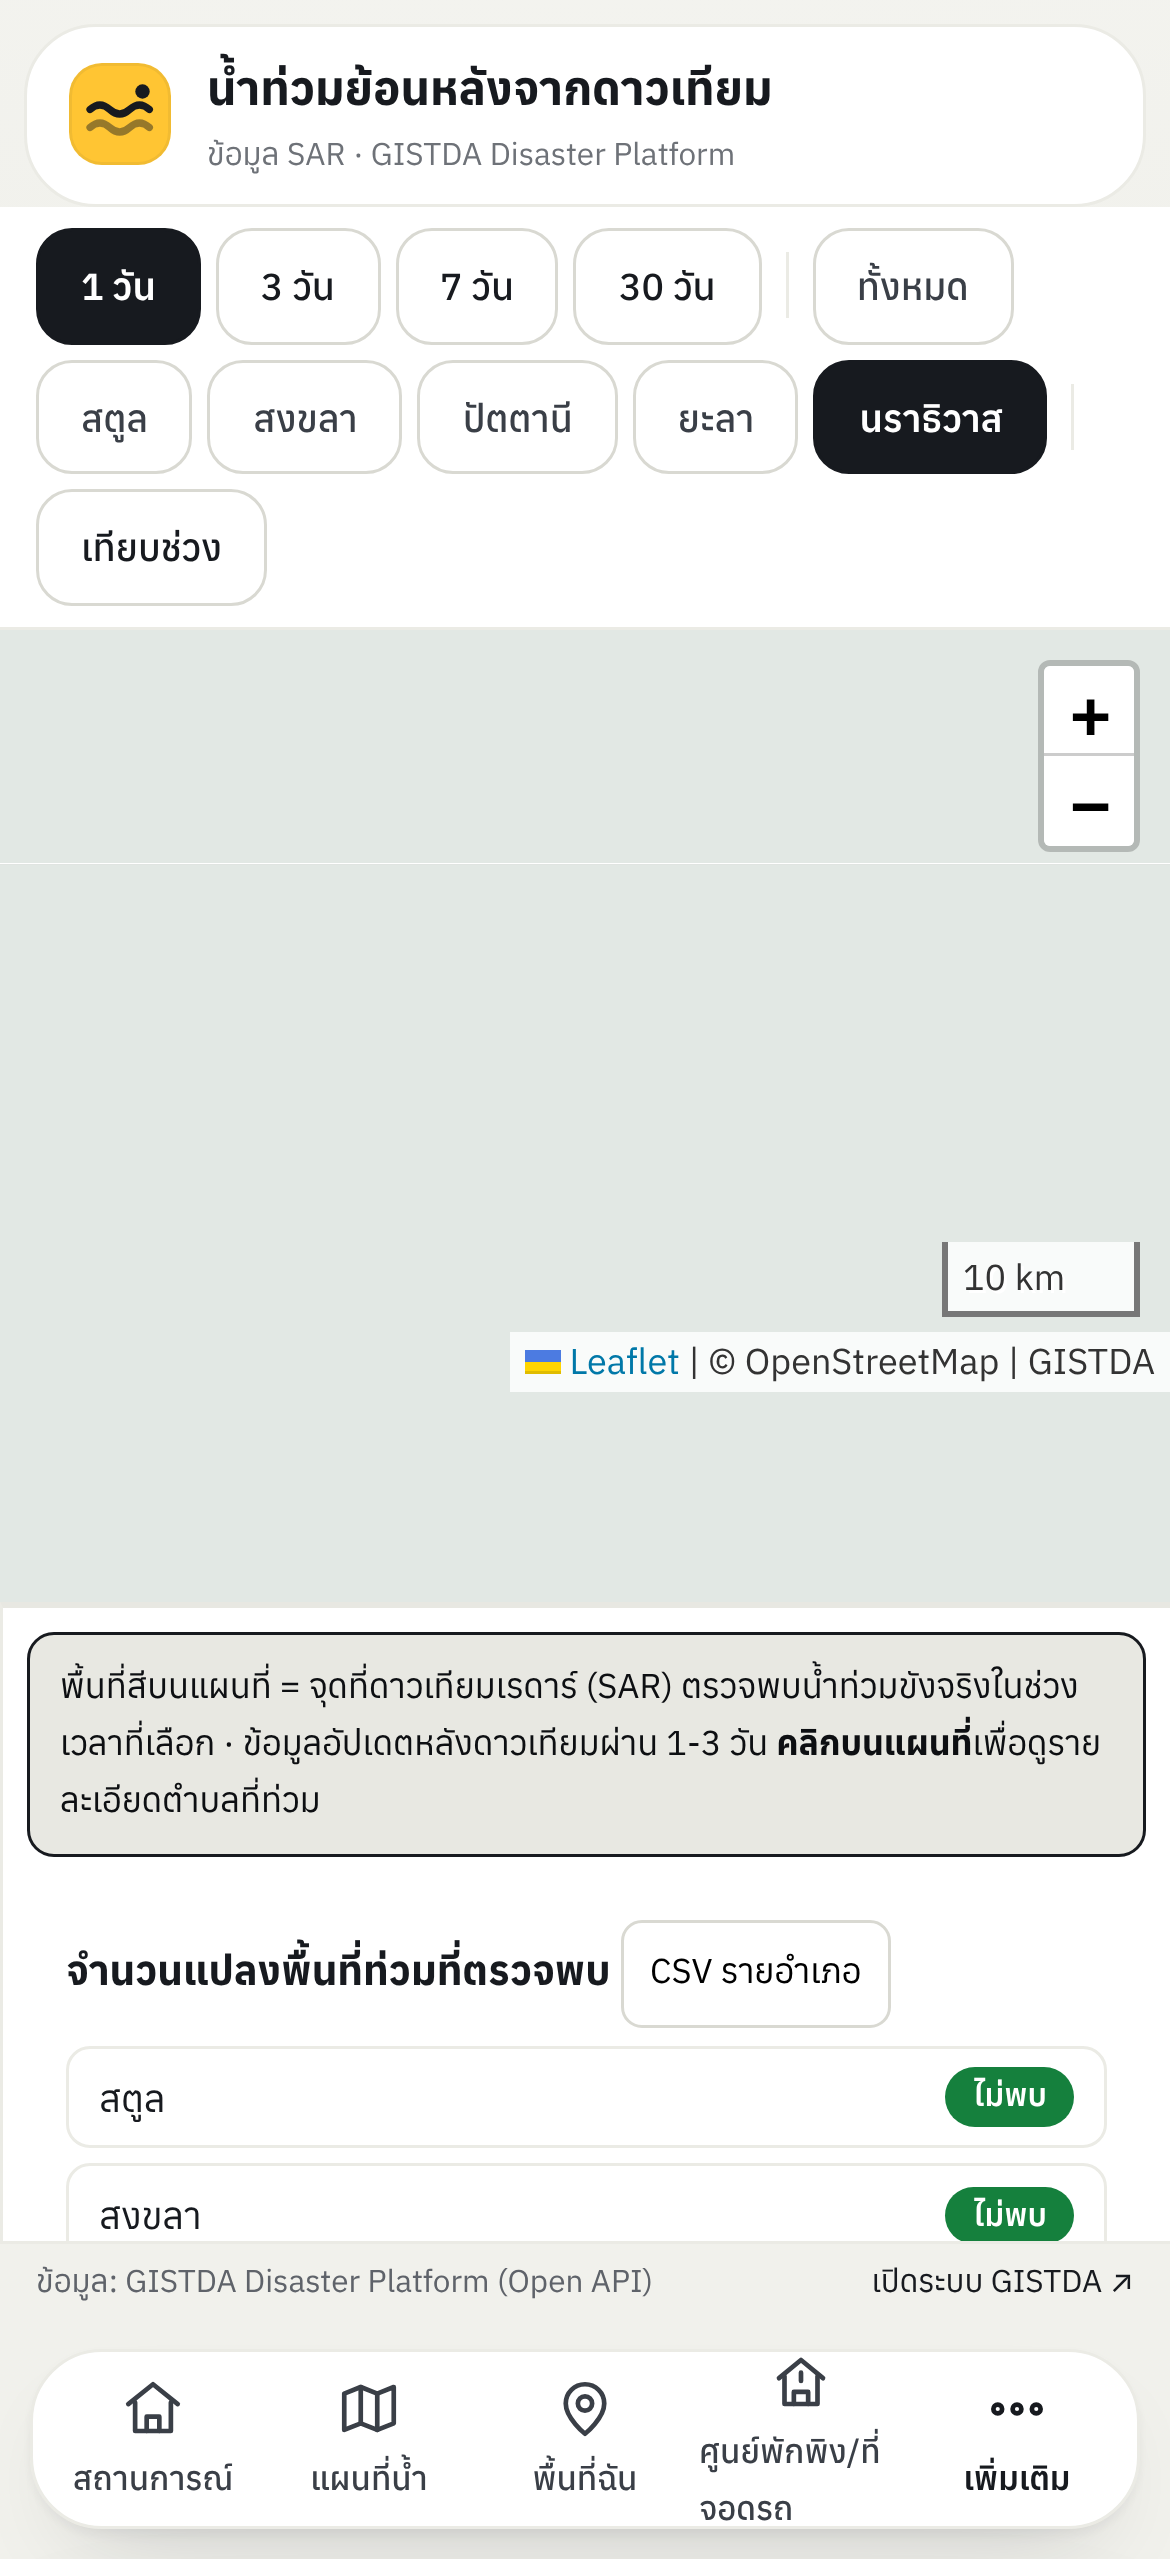 น้ำท่วมย้อนหลังจากดาวเทียม
ข้อมูล SAR · GISTDA Disaster Platform
1 วัน
3 วัน
7 วัน
30 วัน
ทั้งหมด
สตูล
สงขลา
ปัตตานี
ยะลา
นราธิวาส
เทียบช่วง
+
−
10 km
Leaflet | © OpenStreetMap | GISTDA
พื้นที่สีบนแผนที่ = จุดที่ดาวเทียมเรดาร์ (SAR) ตรวจพบน้ำท่วมขังจริงในช่วง
เวลาที่เลือก · ข้อมูลอัปเดตหลังดาวเทียมผ่าน 1-3 วัน คลิกบนแผนที่เพื่อดูราย
ละเอียดตำบลที่ท่วม
จำนวนแปลงพื้นที่ท่วมที่ตรวจพบ
CSV รายอำเภอ
สตูล
ไม่พบ
สงขลา
ไม่พบ
ข้อมูล: GISTDA Disaster Platform (Open API)
เปิดระบบ GISTDA ↗
สถานการณ์
แผนที่น้ำ
พื้นที่ฉัน
ศูนย์พักพิง/ที่
จอดรถ
เพิ่มเติม